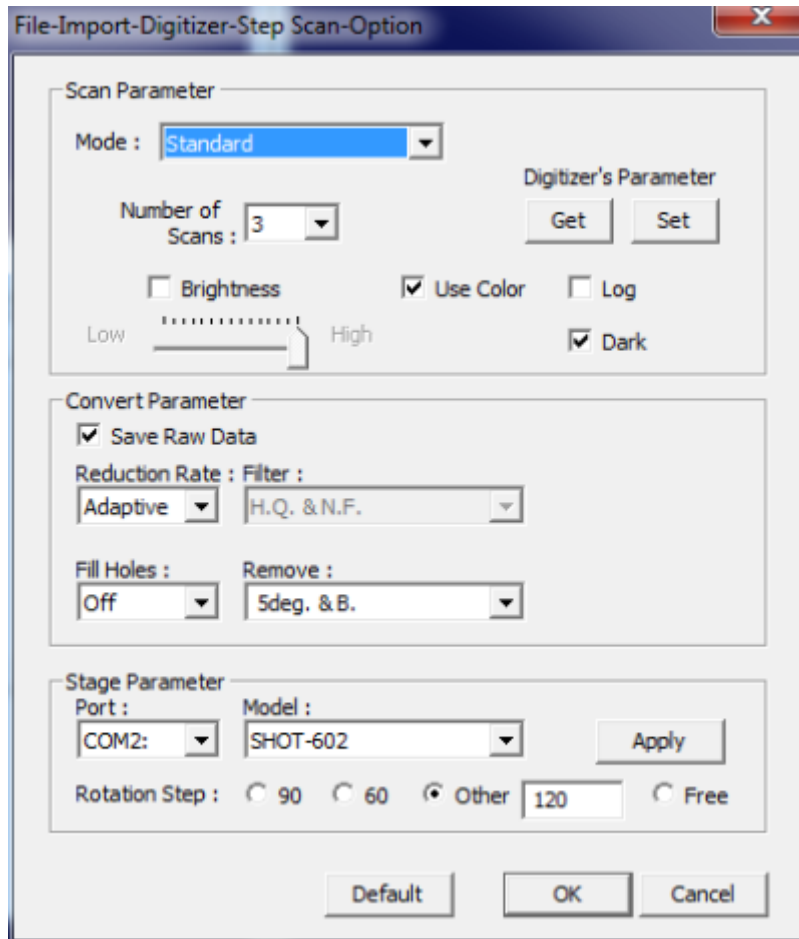 File-Import-Digitizer-Step Scan-Option
Scan Parameter
Mode : Standard
Digitizer's Parameter
Number of Scans : 3
Get Set
Brightness Use Color Log
Low High
Dark
Convert Parameter
Save Raw Data
Reduction Rate : Filter :
Adaptive H.Q. & N.F.
Fill Holes : Remove :
Off 5deg. & B.
Stage Parameter
Port : Model :
COM2: SHOT-602 Apply
Rotation Step : 90 60 Other 120 Free
Default OK Cancel